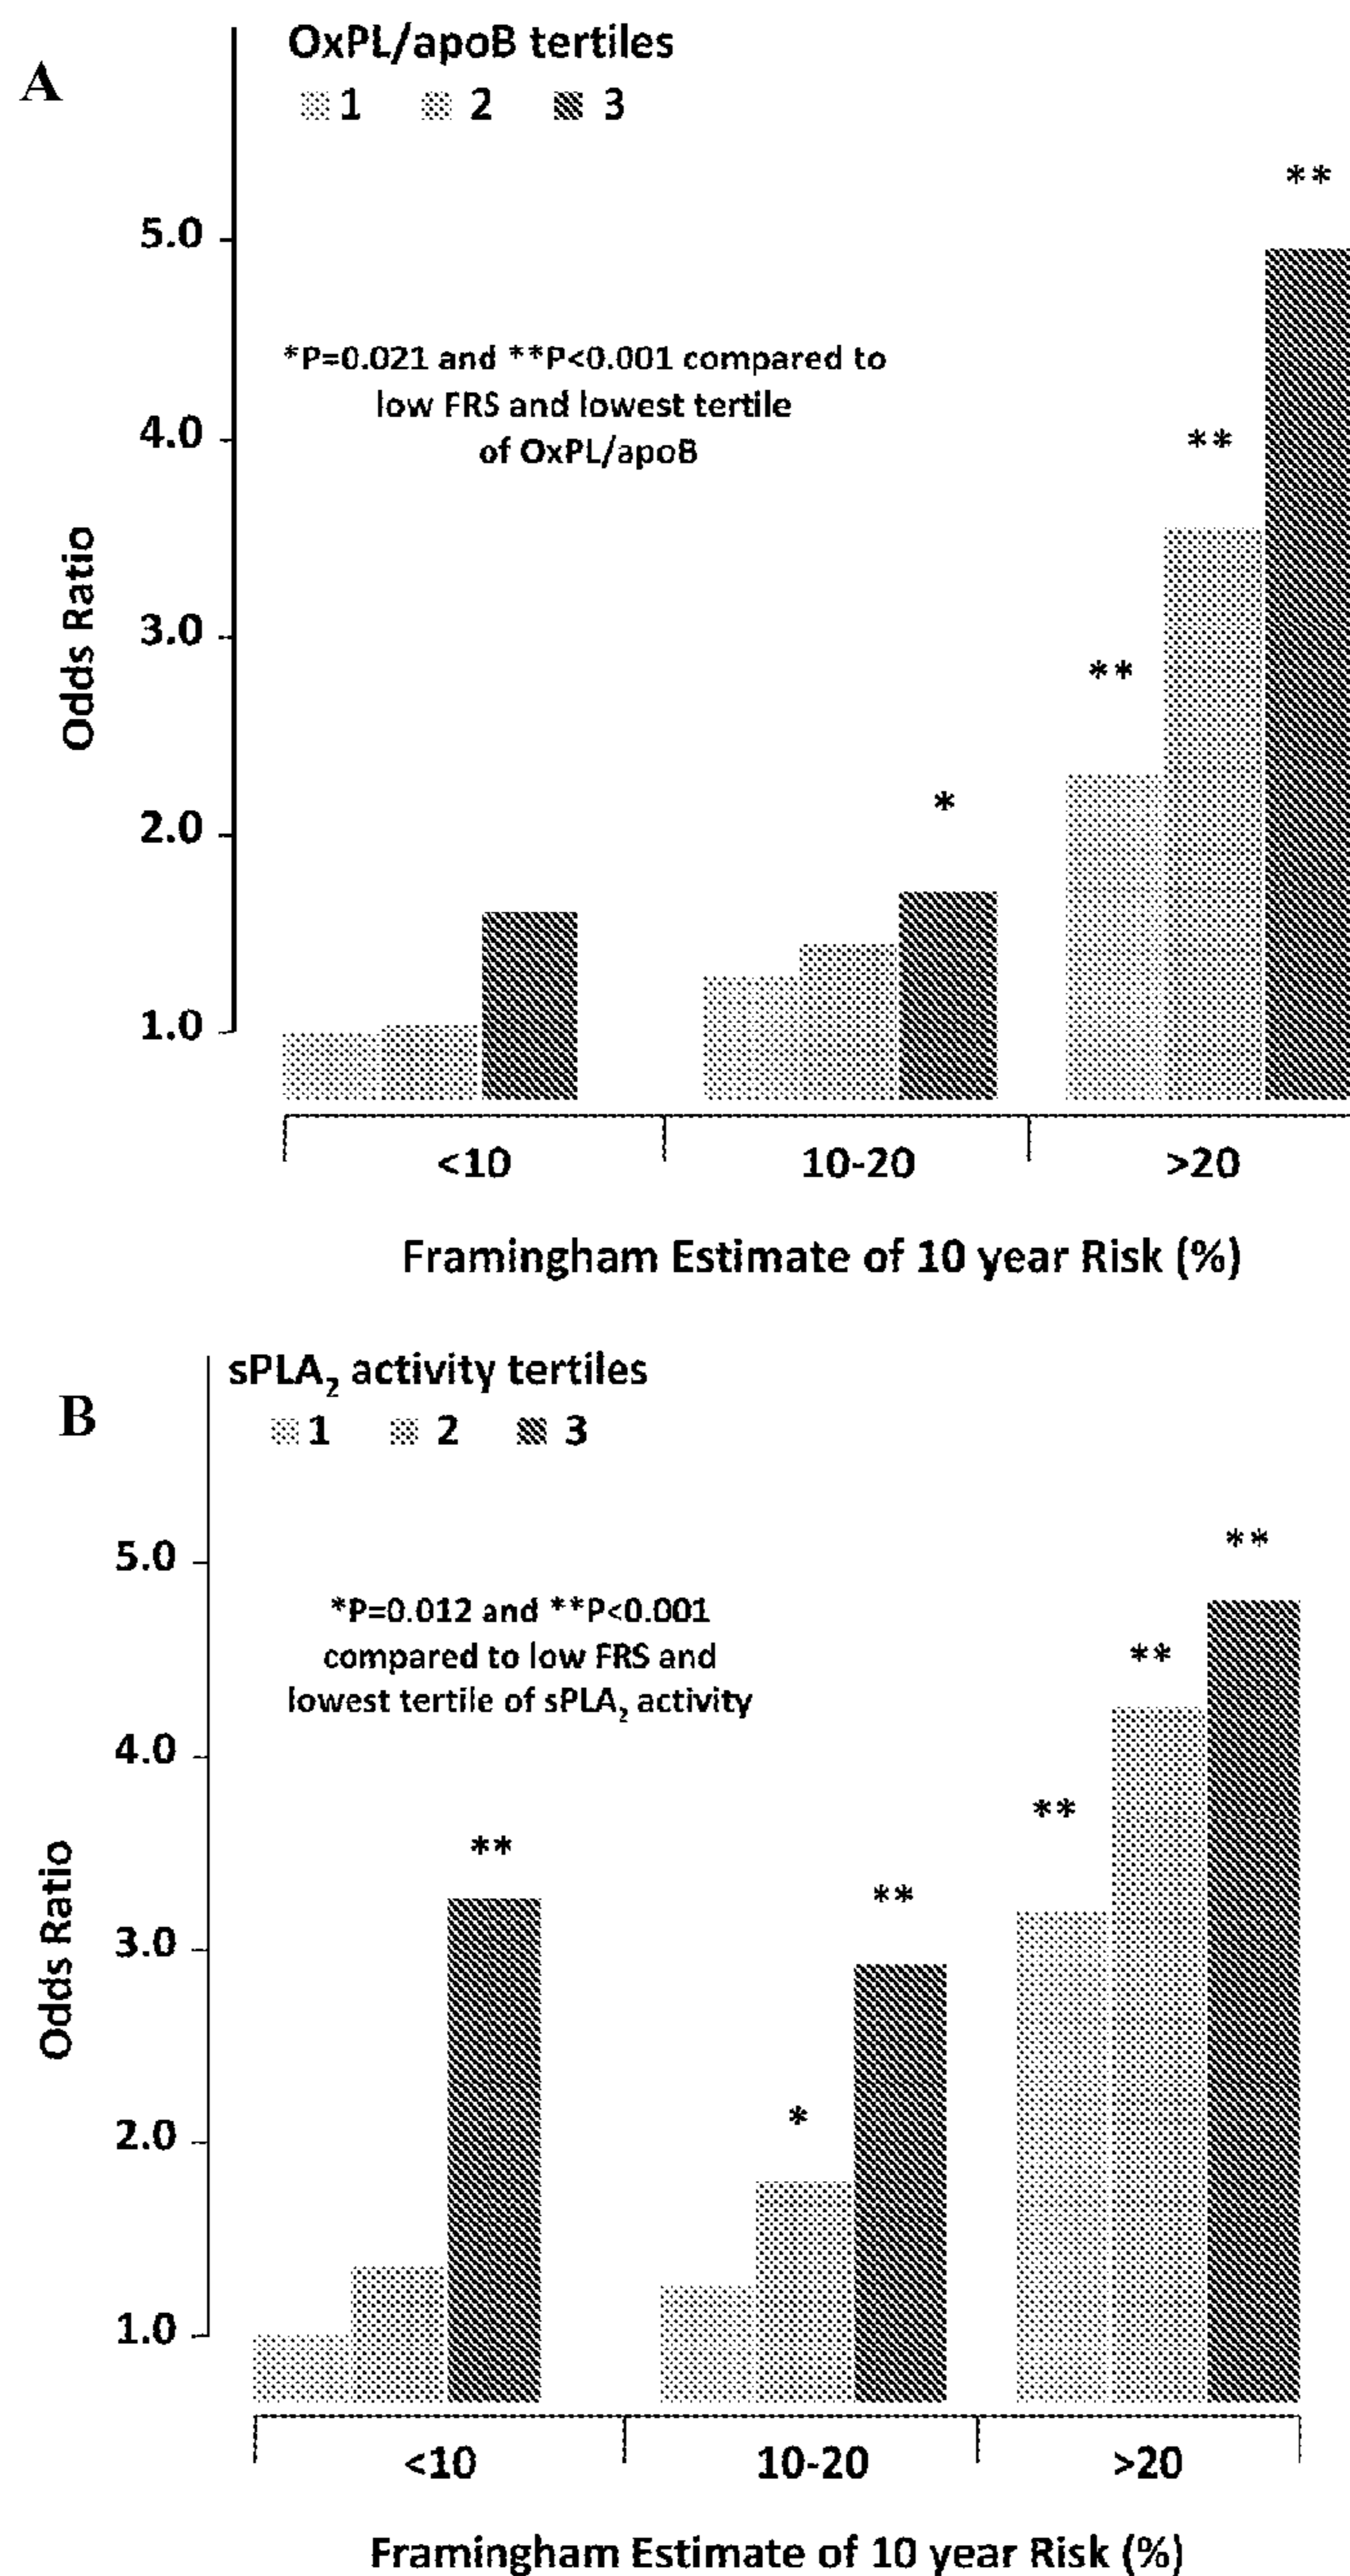 A
OxPL/apoB tertiles
1 2 3
**
5.0
*P=0.021 and **P<0.001 compared to
low FRS and lowest tertile
of OxPL/apoB
4.0
**
Odds Ratio
3.0
**
2.0
*
1.0
<10 10-20 >20
Framingham Estimate of 10 year Risk (%)
B
sPLA₂ activity tertiles
1 2 3
5.0
**
*P=0.012 and **P<0.001
compared to low FRS and
lowest tertile of sPLA₂ activity
**
4.0
**
**
**
Odds Ratio
3.0
2.0
*
1.0
<10 10-20 >20
Framingham Estimate of 10 year Risk (%)